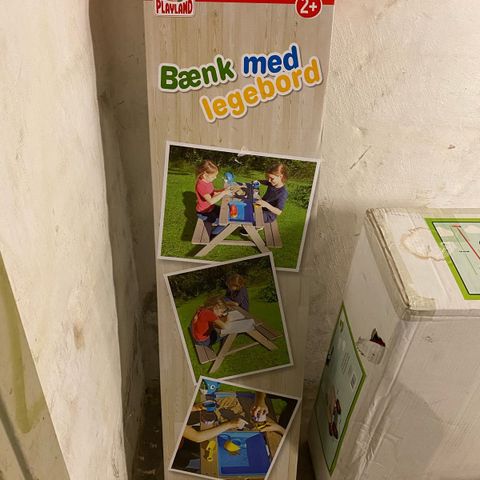 PLAYLAND
2+
Bænk med
legebord